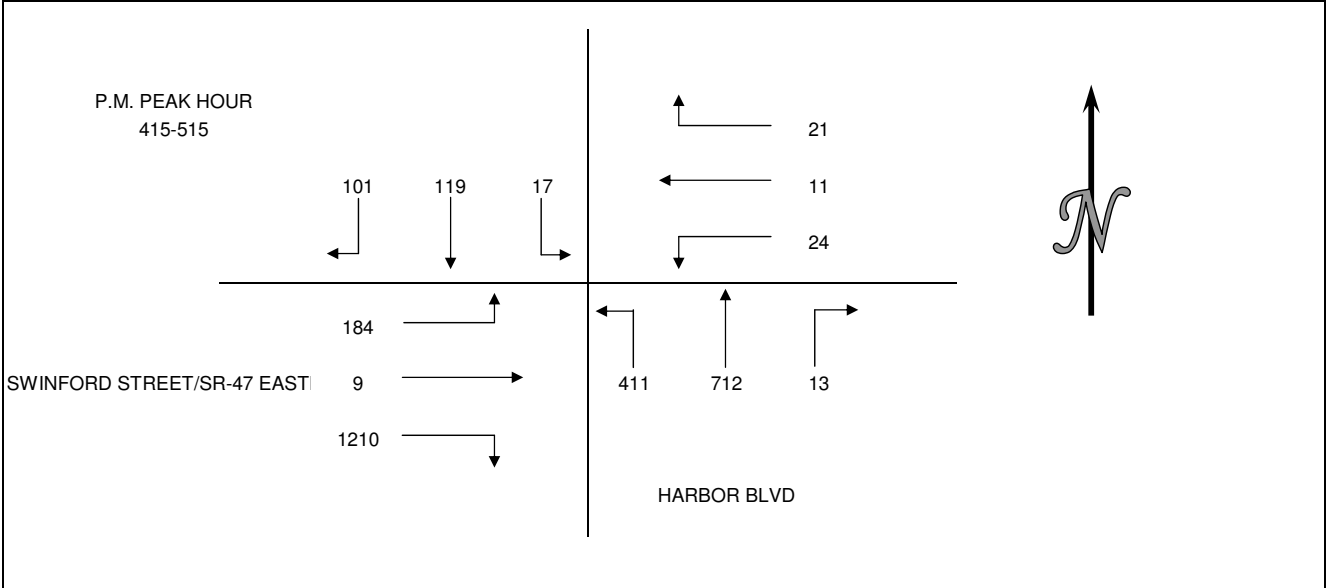 P.M. PEAK HOUR
415-515
21
101 119 17 11
24
184
SWINFORD STREET/SR-47 EAST 9 411 712 13
1210
HARBOR BLVD
N